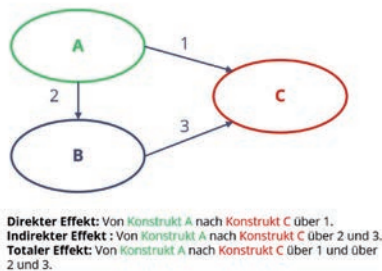 A
1
C
2
3
B
Direkter Effekt: Von Konstrukt A nach Konstrukt C über 1.
Indirekter Effekt : Von Konstrukt A nach Konstrukt C über 2 und 3.
Totaler Effekt: Von Konstrukt A nach Konstrukt C über 1 und über
2 und 3.